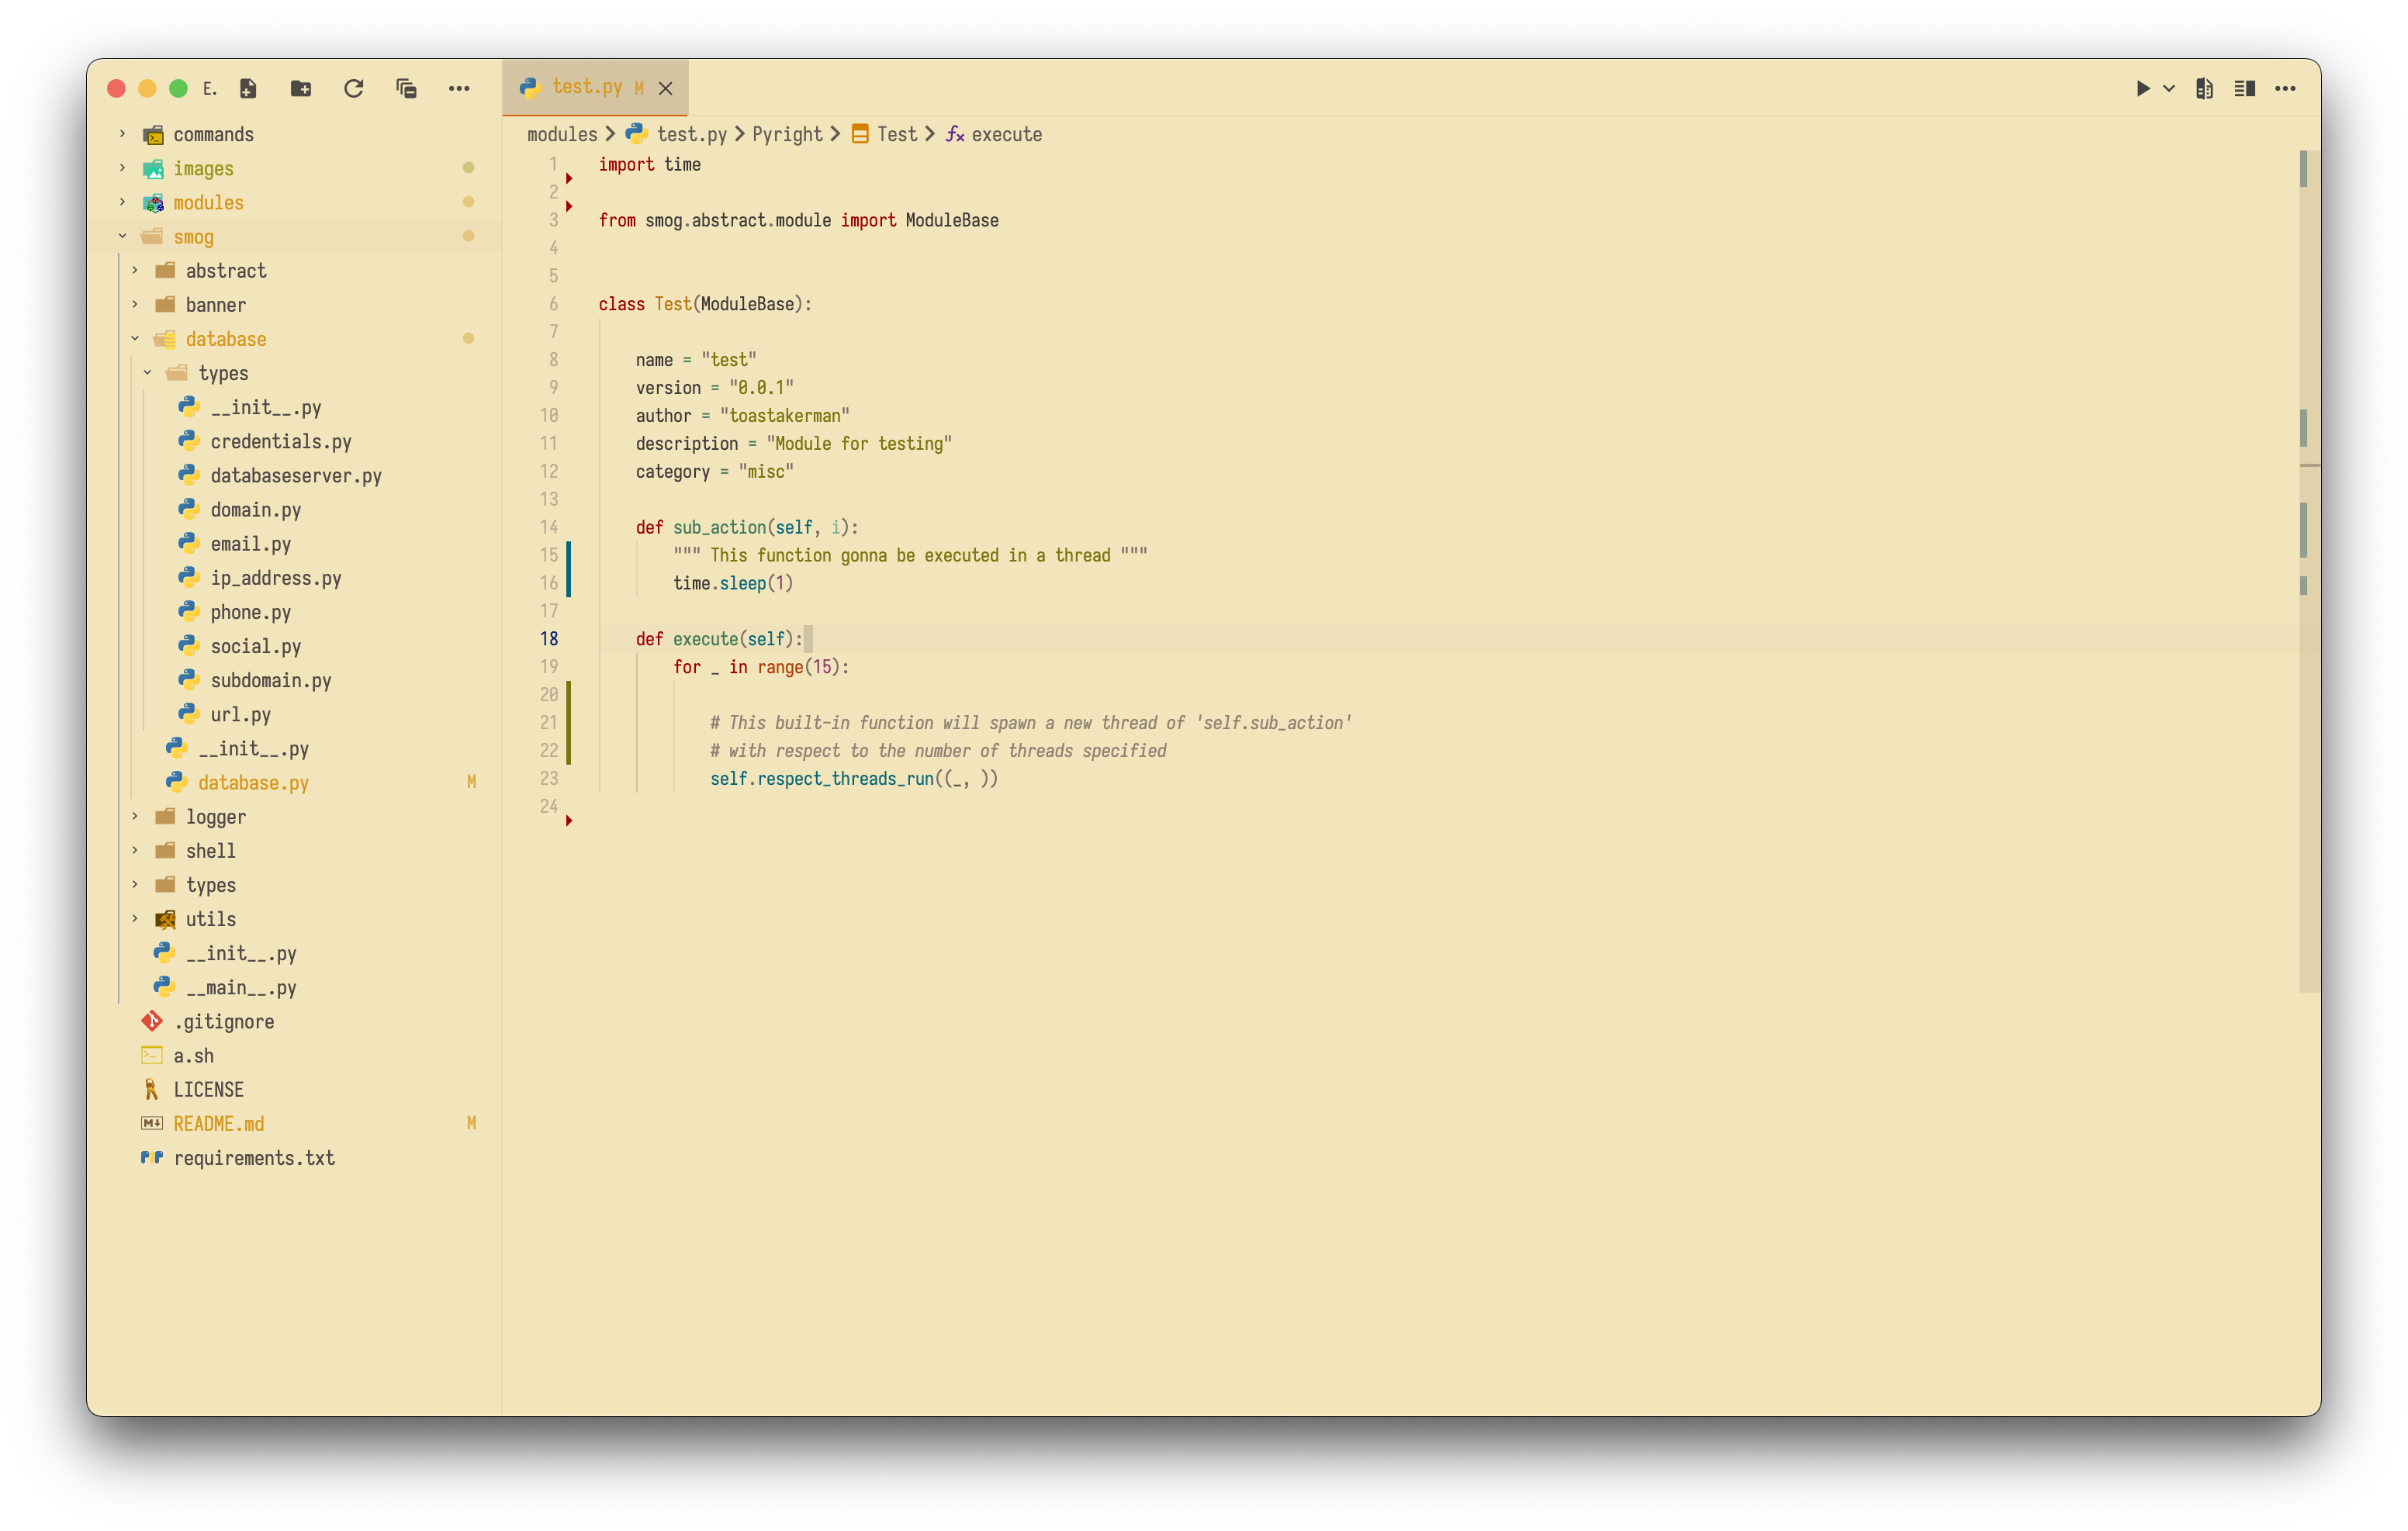 E.
commands
images
modules
smog
abstract
banner
database
types
__init__.py
credentials.py
databaseserver.py
domain.py
email.py
ip_address.py
phone.py
social.py
subdomain.py
url.py
__init__.py
database.py M
logger
shell
types
utils
__init__.py
__main__.py
.gitignore
a.sh
LICENSE
README.md M
requirements.txt
test.py M
modules > test.py > Pyright > Test > execute
1 import time
2
3 from smog.abstract.module import ModuleBase
4
5
6 class Test(ModuleBase):
7
8 name = "test"
9 version = "0.0.1"
10 author = "toastakerman"
11 description = "Module for testing"
12 category = "misc"
13
14 def sub_action(self, i):
15 """ This function gonna be executed in a thread """
16 time.sleep(1)
17
18 def execute(self):
19 for _ in range(15):
20
21 # This built-in function will spawn a new thread of 'self.sub_action'
22 # with respect to the number of threads specified
23 self.respect_threads_run((_, ))
24